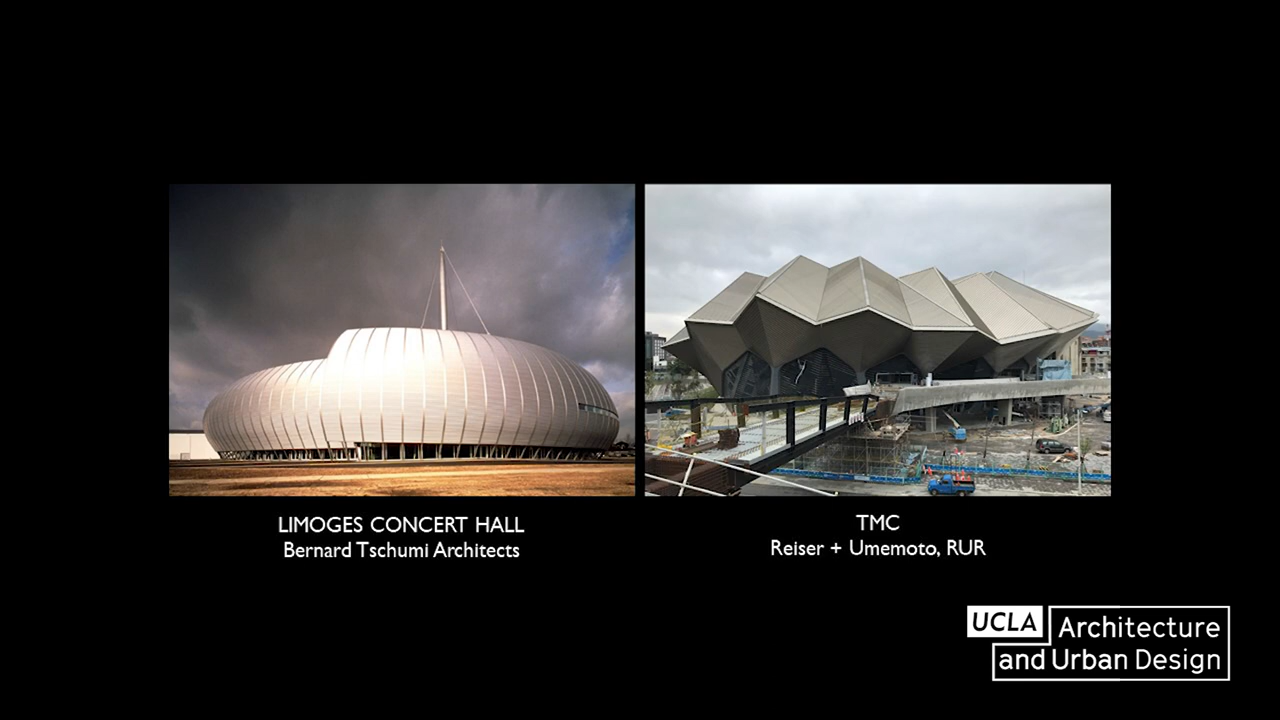 LIMOGES CONCERT HALL
Bernard Tschumi Architects
TMC
Reiser + Umemoto, RUR
UCLA Architecture
and Urban Design